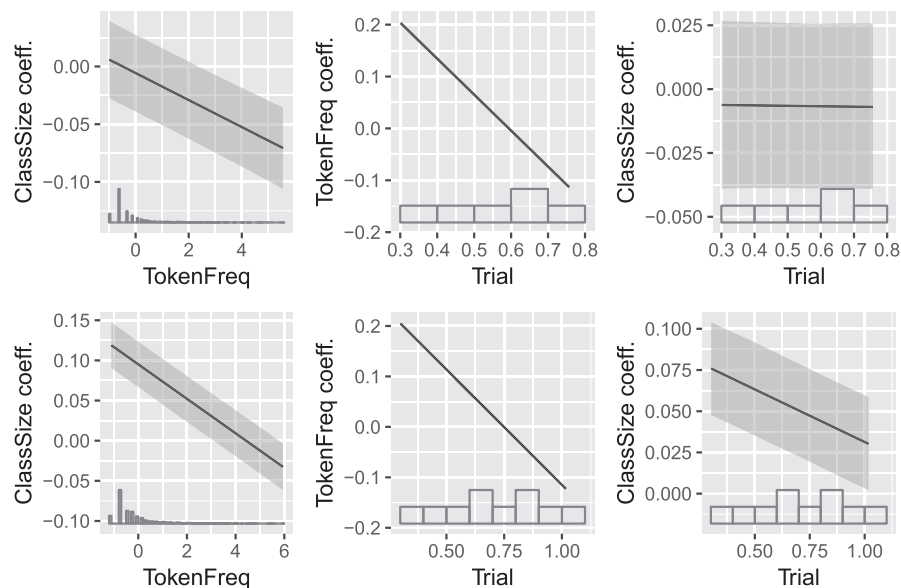 ClassSize coeff.
0.00
−0.05
−0.10
0 2 4
TokenFreq
TokenFreq coeff.
0.2
0.1
0.0
−0.1
−0.2
0.3 0.4 0.5 0.6 0.7 0.8
Trial
ClassSize coeff.
0.025
0.000
−0.025
−0.050
0.3 0.4 0.5 0.6 0.7 0.8
Trial
ClassSize coeff.
0.15
0.10
0.05
0.00
−0.05
−0.10
0 2 4 6
TokenFreq
TokenFreq coeff.
0.2
0.1
0.0
−0.1
−0.2
0.50 0.75 1.00
Trial
ClassSize coeff.
0.100
0.075
0.050
0.025
0.000
0.50 0.75 1.00
Trial